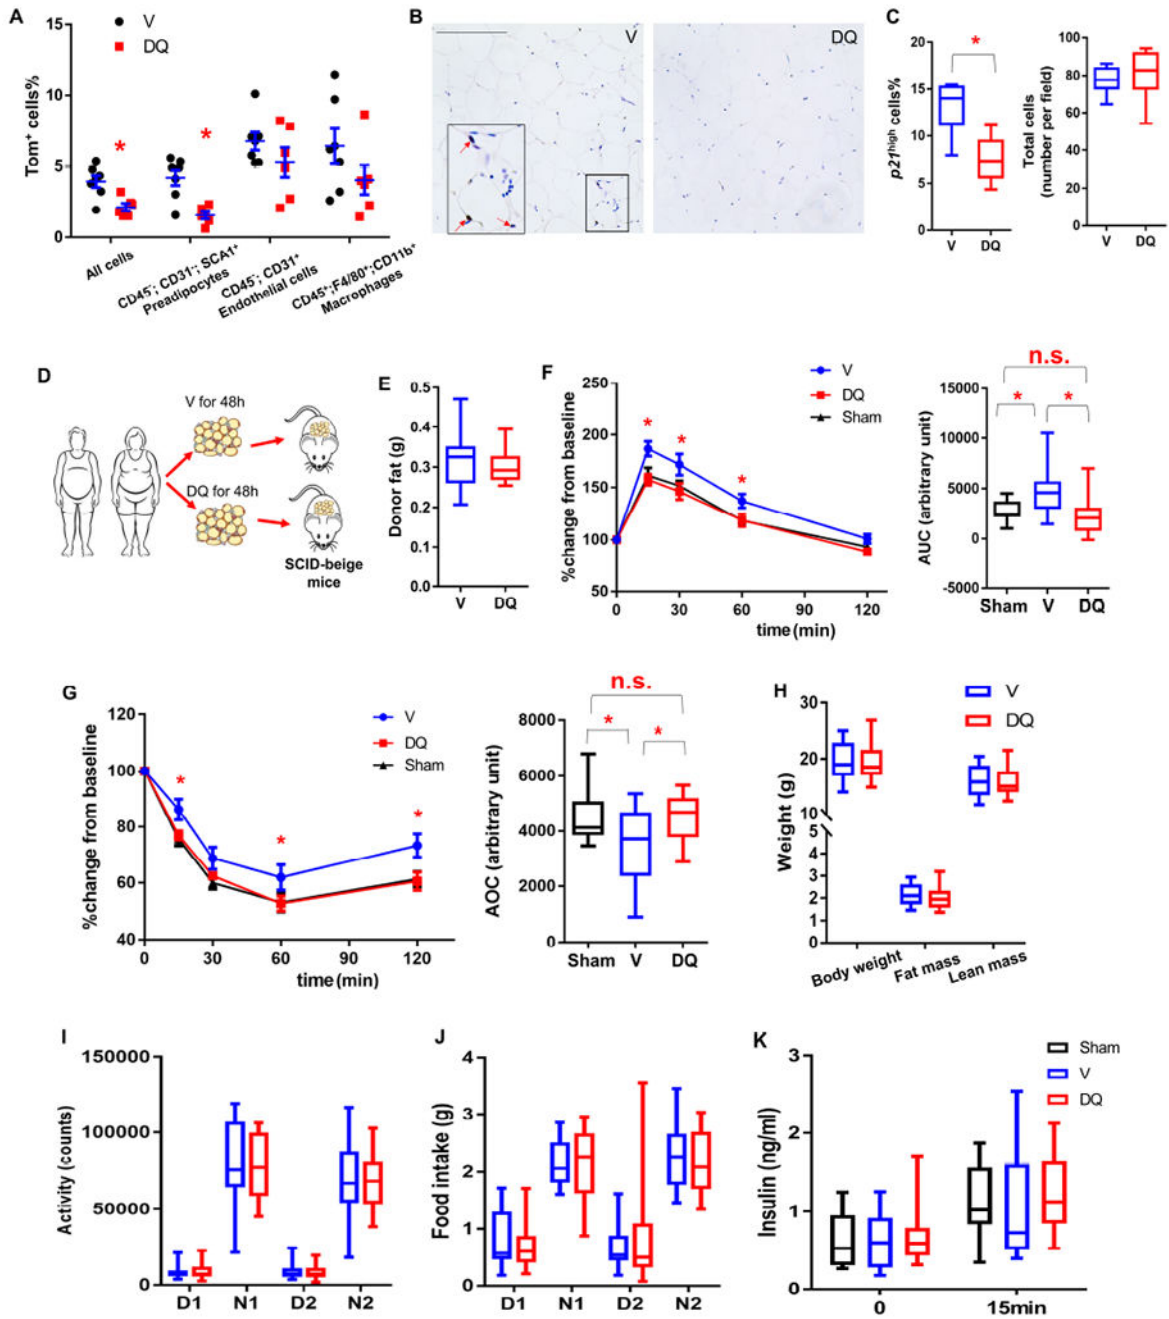 A
15
10
5
0
Tom+ cells%
V
DQ
*
*
All cells
CD45-; CD31-; SCA1+
Preadipocytes
CD45-; CD31+
Endothelial cells
CD45+;F4/80+;CD11b+
Macrophages
B
V
DQ
C
20
15
10
5
0
p21high cells%
*
V
DQ
100
80
60
40
20
0
Total cells
(number per field)
V
DQ
D
V for 48h
DQ for 48h
SCID-beige
mice
E
0.5
0.4
0.3
0.2
0.1
0.0
Donor fat (g)
V
DQ
F
250
200
150
100
50
%change from baseline
V
DQ
Sham
*
*
*
0
30
60
90
120
time(min)
n.s.
*
*
15000
10000
5000
0
-5000
AUC (arbitrary unit)
Sham
V
DQ
G
120
100
80
60
40
%change from baseline
V
DQ
Sham
*
*
*
0
30
60
90
120
time(min)
n.s.
*
*
8000
6000
4000
2000
0
AOC (arbitrary unit)
Sham
V
DQ
H
V
DQ
30
20
10
5
4
3
2
1
0
Weight (g)
Body weight
Fat mass
Lean mass
I
150000
100000
50000
0
Activity (counts)
D1
N1
D2
N2
J
4
3
2
1
0
Food intake (g)
D1
N1
D2
N2
K
Sham
V
DQ
3
2
1
0
Insulin (ng/ml)
0
15min